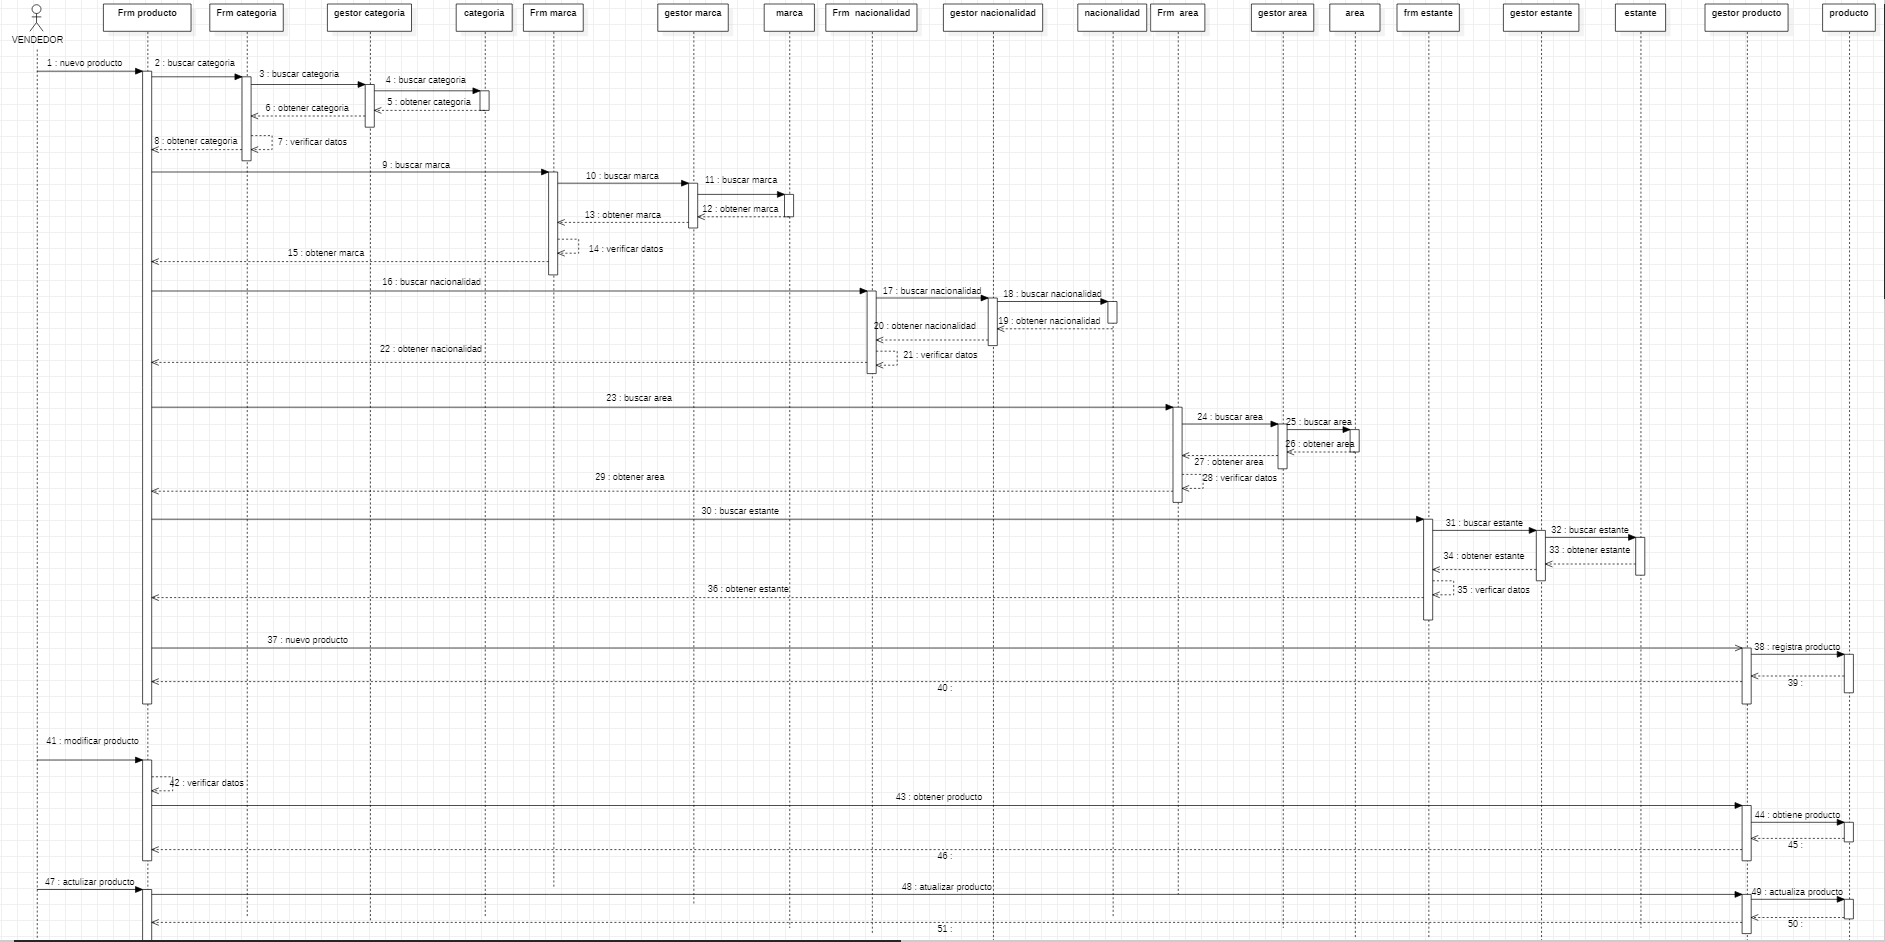 Frm producto
Frm categoria
gestor categoria
categoria
Frm marca
gestor marca
marca
Frm nacionalidad
gestor nacionalidad
nacionalidad
Frm area
gestor area
area
frm estante
gestor estante
estante
gestor producto
producto
VENDEDOR
1 : nuevo producto
2 : buscar categoria
3 : buscar categoria
4 : buscar categoria
5 : obtener categoria
6 : obtener categoria
7 : verificar datos
8 : obtener categoria
9 : buscar marca
10 : buscar marca
11 : buscar marca
12 : obtener marca
13 : obtener marca
14 : verificar datos
15 : obtener marca
16 : buscar nacionalidad
17 : buscar nacionalidad
18 : buscar nacionalidad
19 : obtener nacionalidad
20 : obtener nacionalidad
21 : verificar datos
22 : obtener nacionalidad
23 : buscar area
24 : buscar area
25 : buscar area
26 : obtener area
27 : obtener area
28 : verificar datos
29 : obtener area
30 : buscar estante
31 : buscar estante
32 : buscar estante
33 : obtener estante
34 : obtener estante
35 : verficar datos
36 : obtener estante
37 : nuevo producto
38 : registra producto
39 :
40 :
41 : modificar producto
42 : verificar datos
43 : obtener producto
44 : obtiene producto
45 :
46 :
47 : actulizar producto
48 : atualizar producto
49 : actualiza producto
50 :
51 :